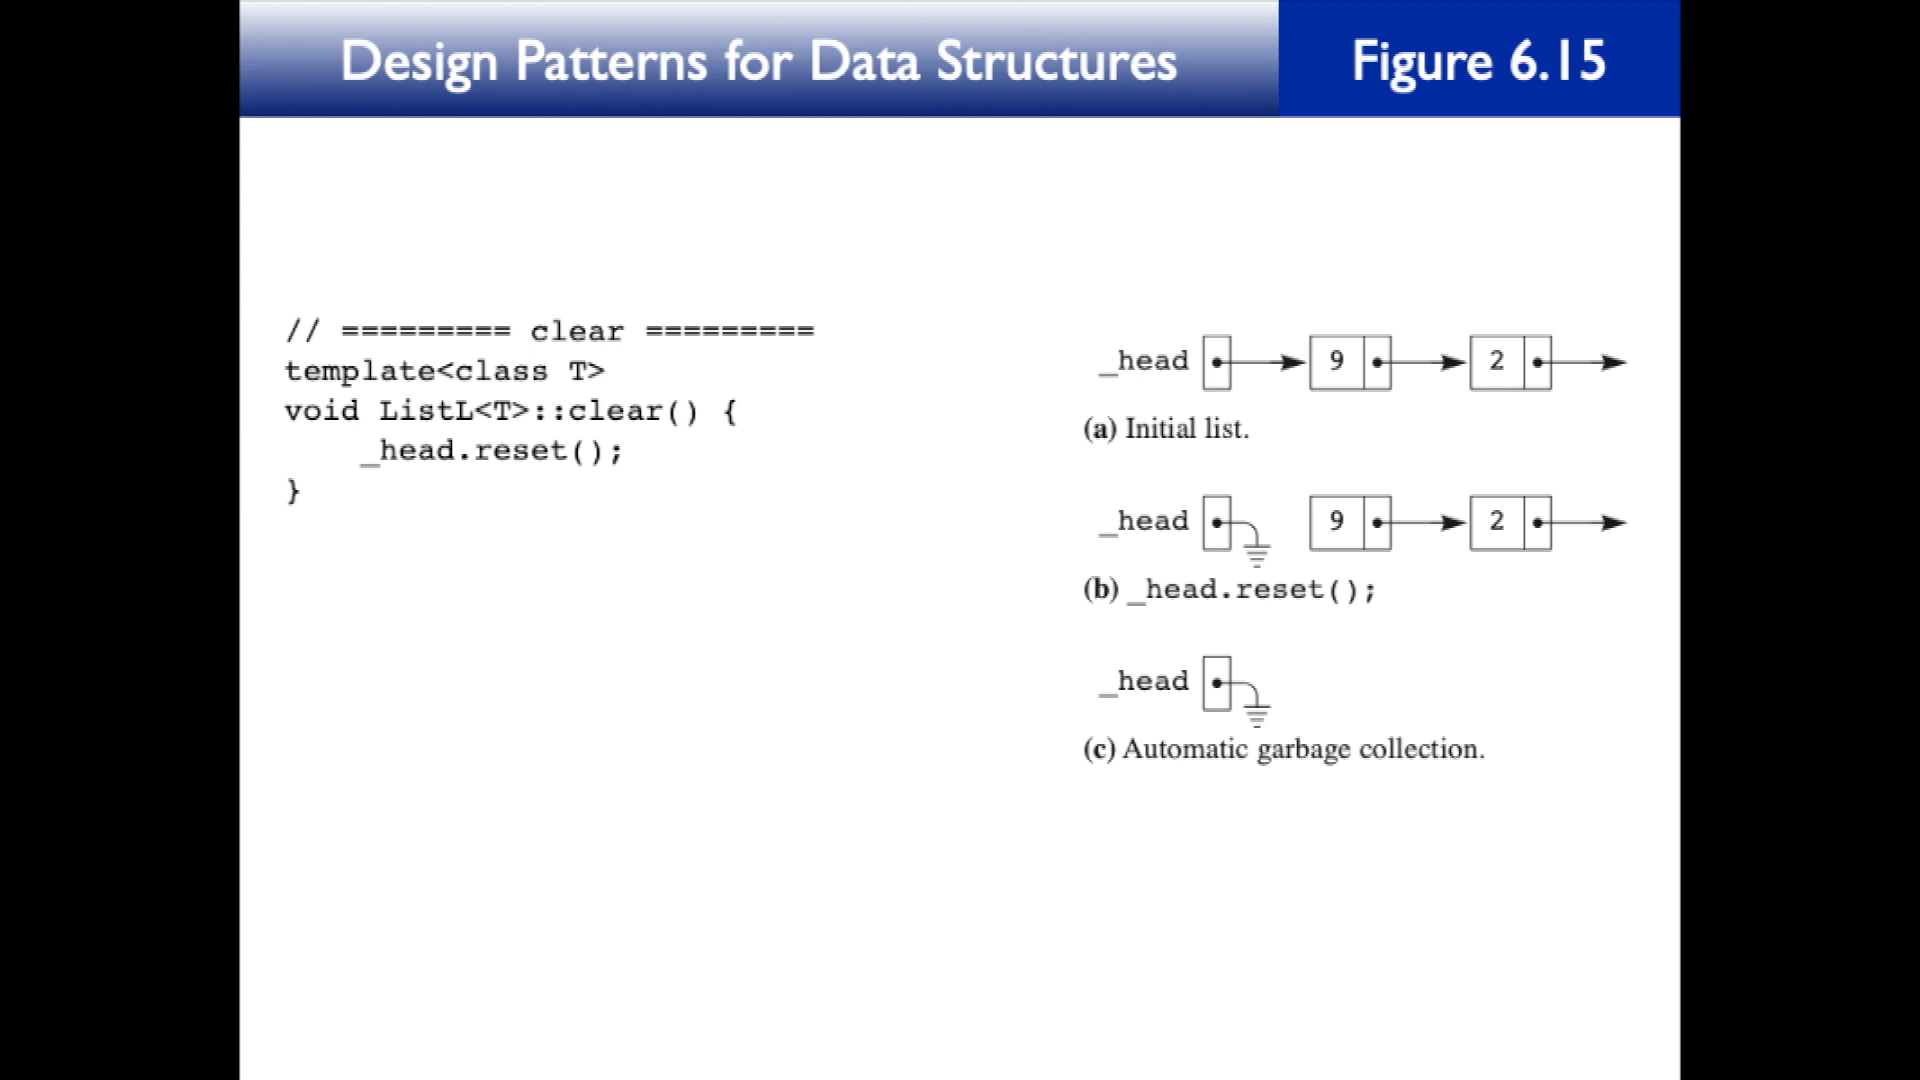 Design Patterns for Data Structures
Figure 6.15
// ========= clear =========
template<class T>
void ListL<T>::clear() {
    _head.reset();
}
_head 9 2
(a) Initial list.
_head 9 2
(b) _head.reset();
_head
(c) Automatic garbage collection.